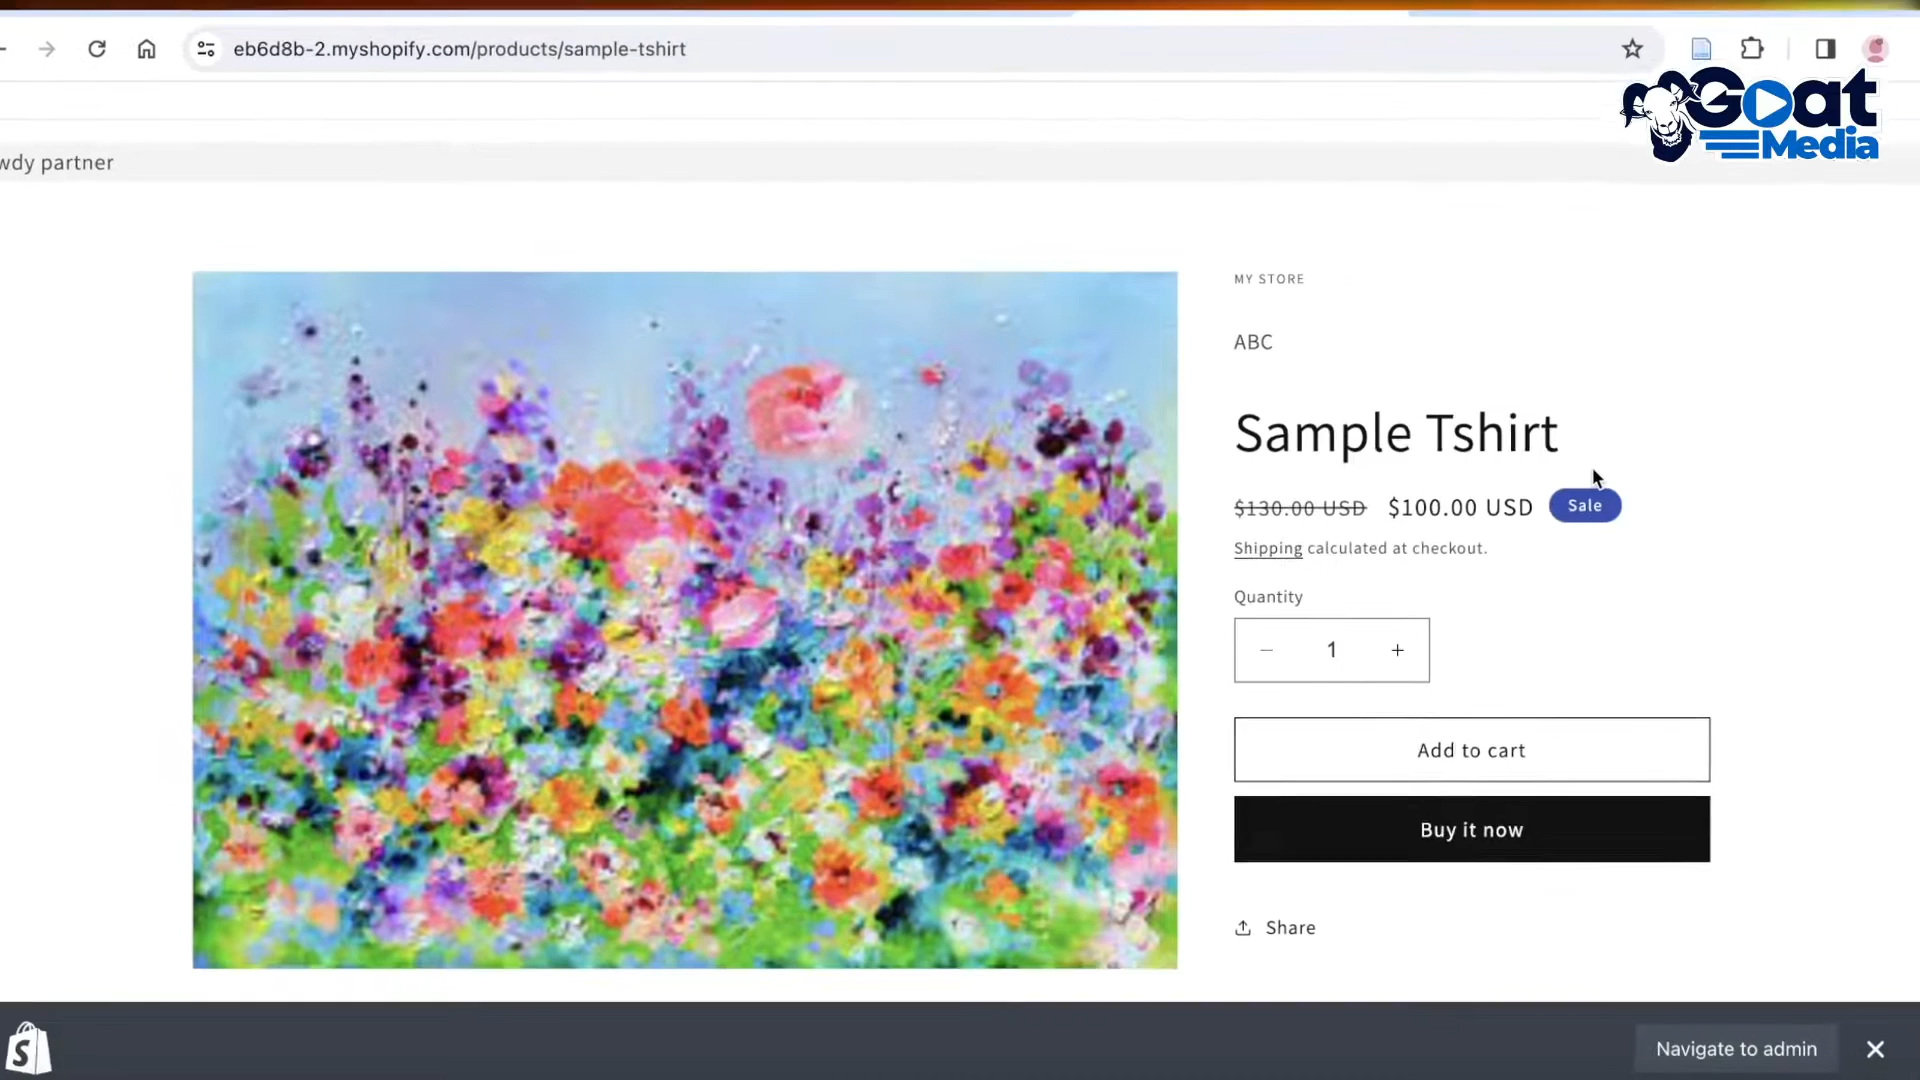 eb6d8b-2.myshopify.com/products/sample-tshirt
Goat
Media
wdy partner
MY STORE
ABC
Sample Tshirt
$130.00 USD $100.00 USD Sale
Shipping calculated at checkout.
Quantity
− 1 +
Add to cart
Buy it now
Share
Navigate to admin